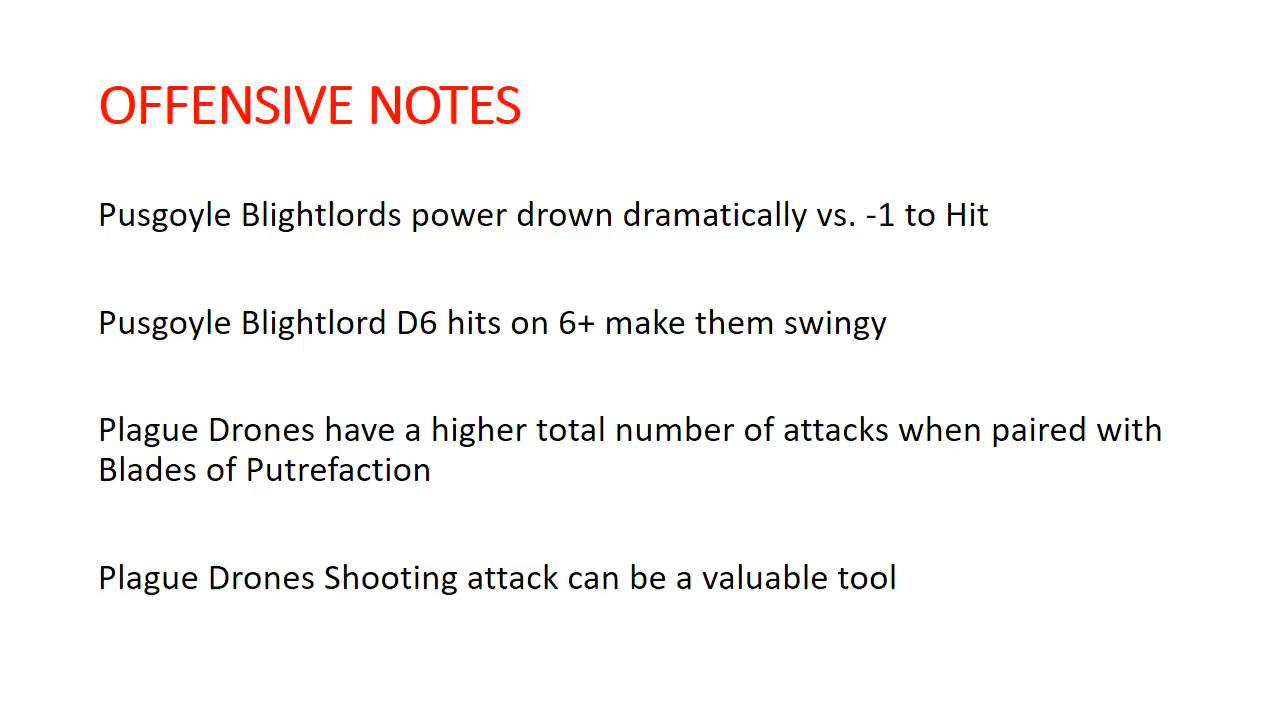 OFFENSIVE NOTES
Pusgoyle Blightlords power drown dramatically vs. -1 to Hit
Pusgoyle Blightlord D6 hits on 6+ make them swingy
Plague Drones have a higher total number of attacks when paired with
Blades of Putrefaction
Plague Drones Shooting attack can be a valuable tool